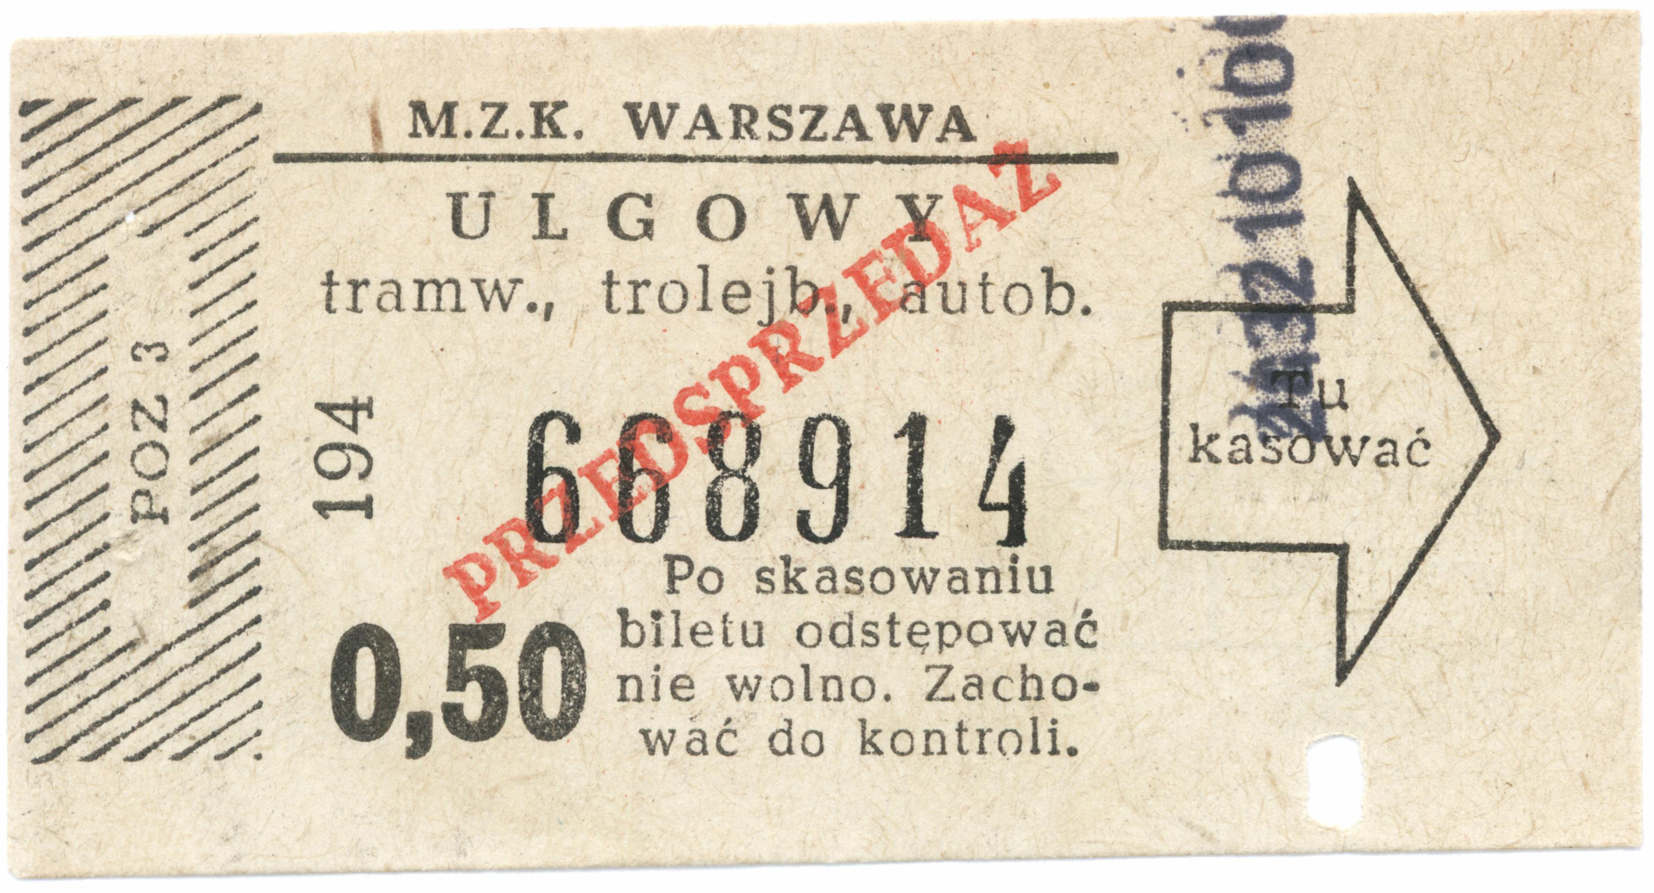 M.Z.K. WARSZAWA
ULGOWY
tramw., trolejb., autob.
PRZEDSPRZEDAŻ
POZ 3
194
668914
0,50
Po skasowaniu
biletu odstępować
nie wolno. Zacho-
wać do kontroli.
Tu
kasować